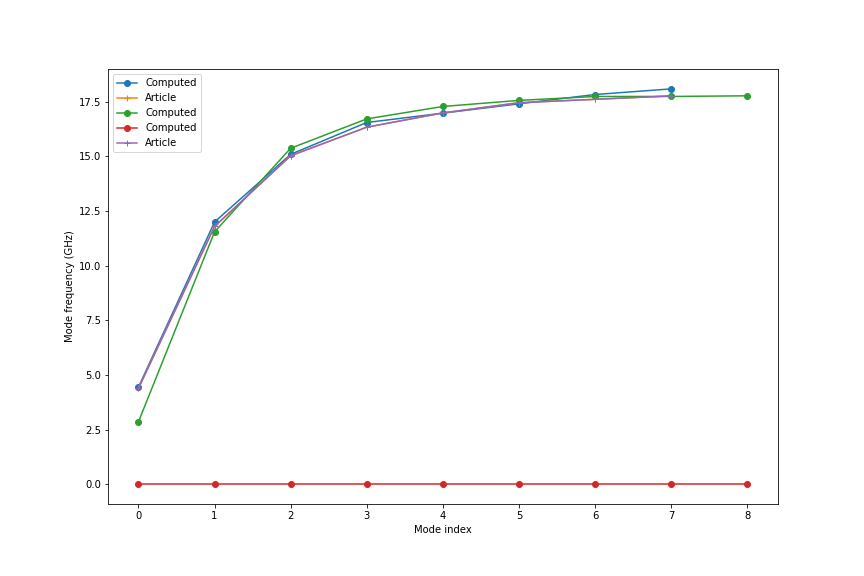 Computed
Article
Computed
Computed
Article
17.5
15.0
12.5
10.0
7.5
5.0
2.5
0.0
Mode frequency (GHz)
0 1 2 3 4 5 6 7 8
Mode index